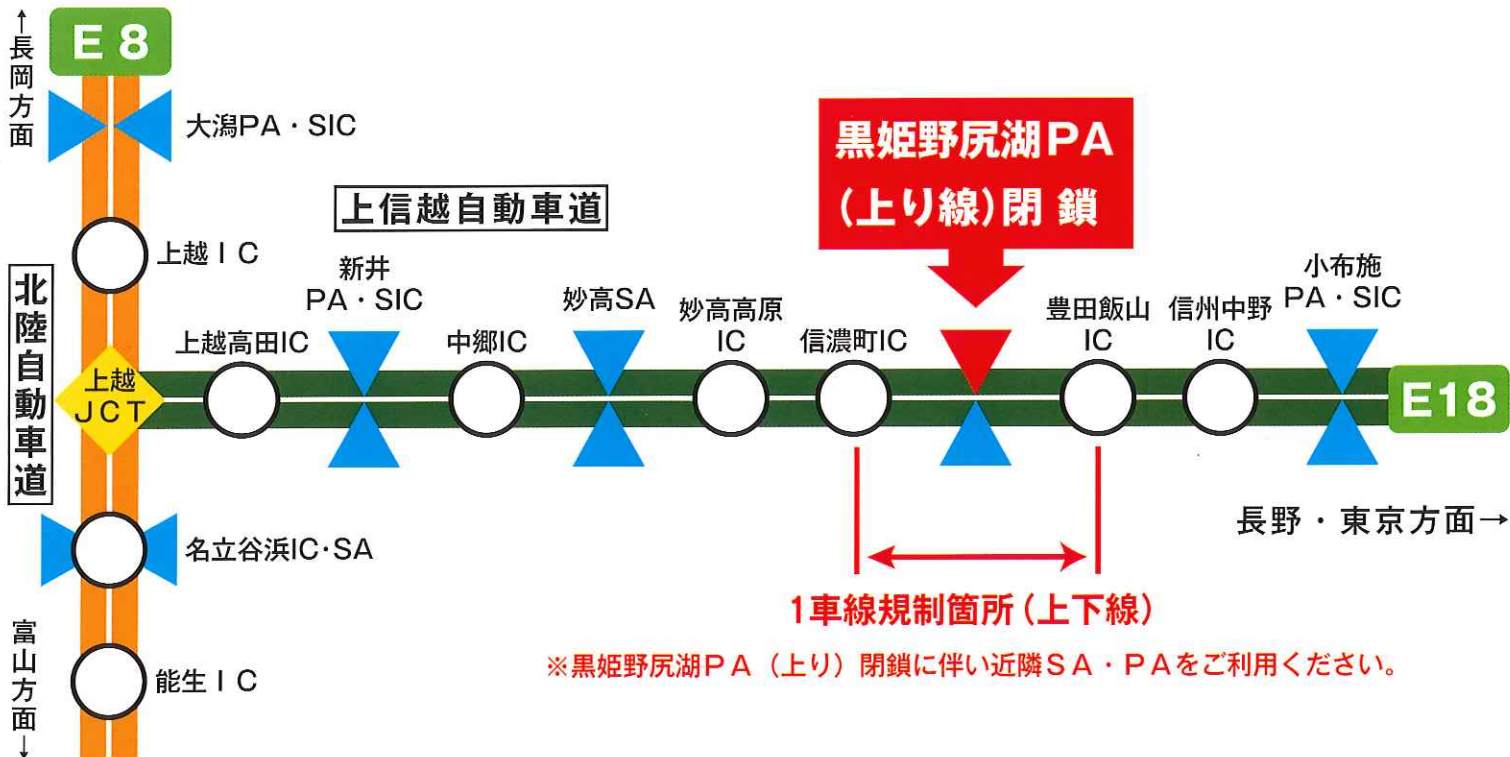 ↑長岡方面
E8
大潟PA・SIC
上越IC
北陸自動車道
上越
JCT
名立谷浜IC・SA
能生IC
富山方面↓
上信越自動車道
上越高田IC
新井
PA・SIC
中郷IC
妙高SA
妙高高原
IC
信濃町IC
黒姫野尻湖PA
(上り線)閉鎖
豊田飯山
IC
信州中野
IC
小布施
PA・SIC
E18
長野・東京方面→
1車線規制箇所(上下線)
※黒姫野尻湖PA(上り)閉鎖に伴い近隣SA・PAをご利用ください。